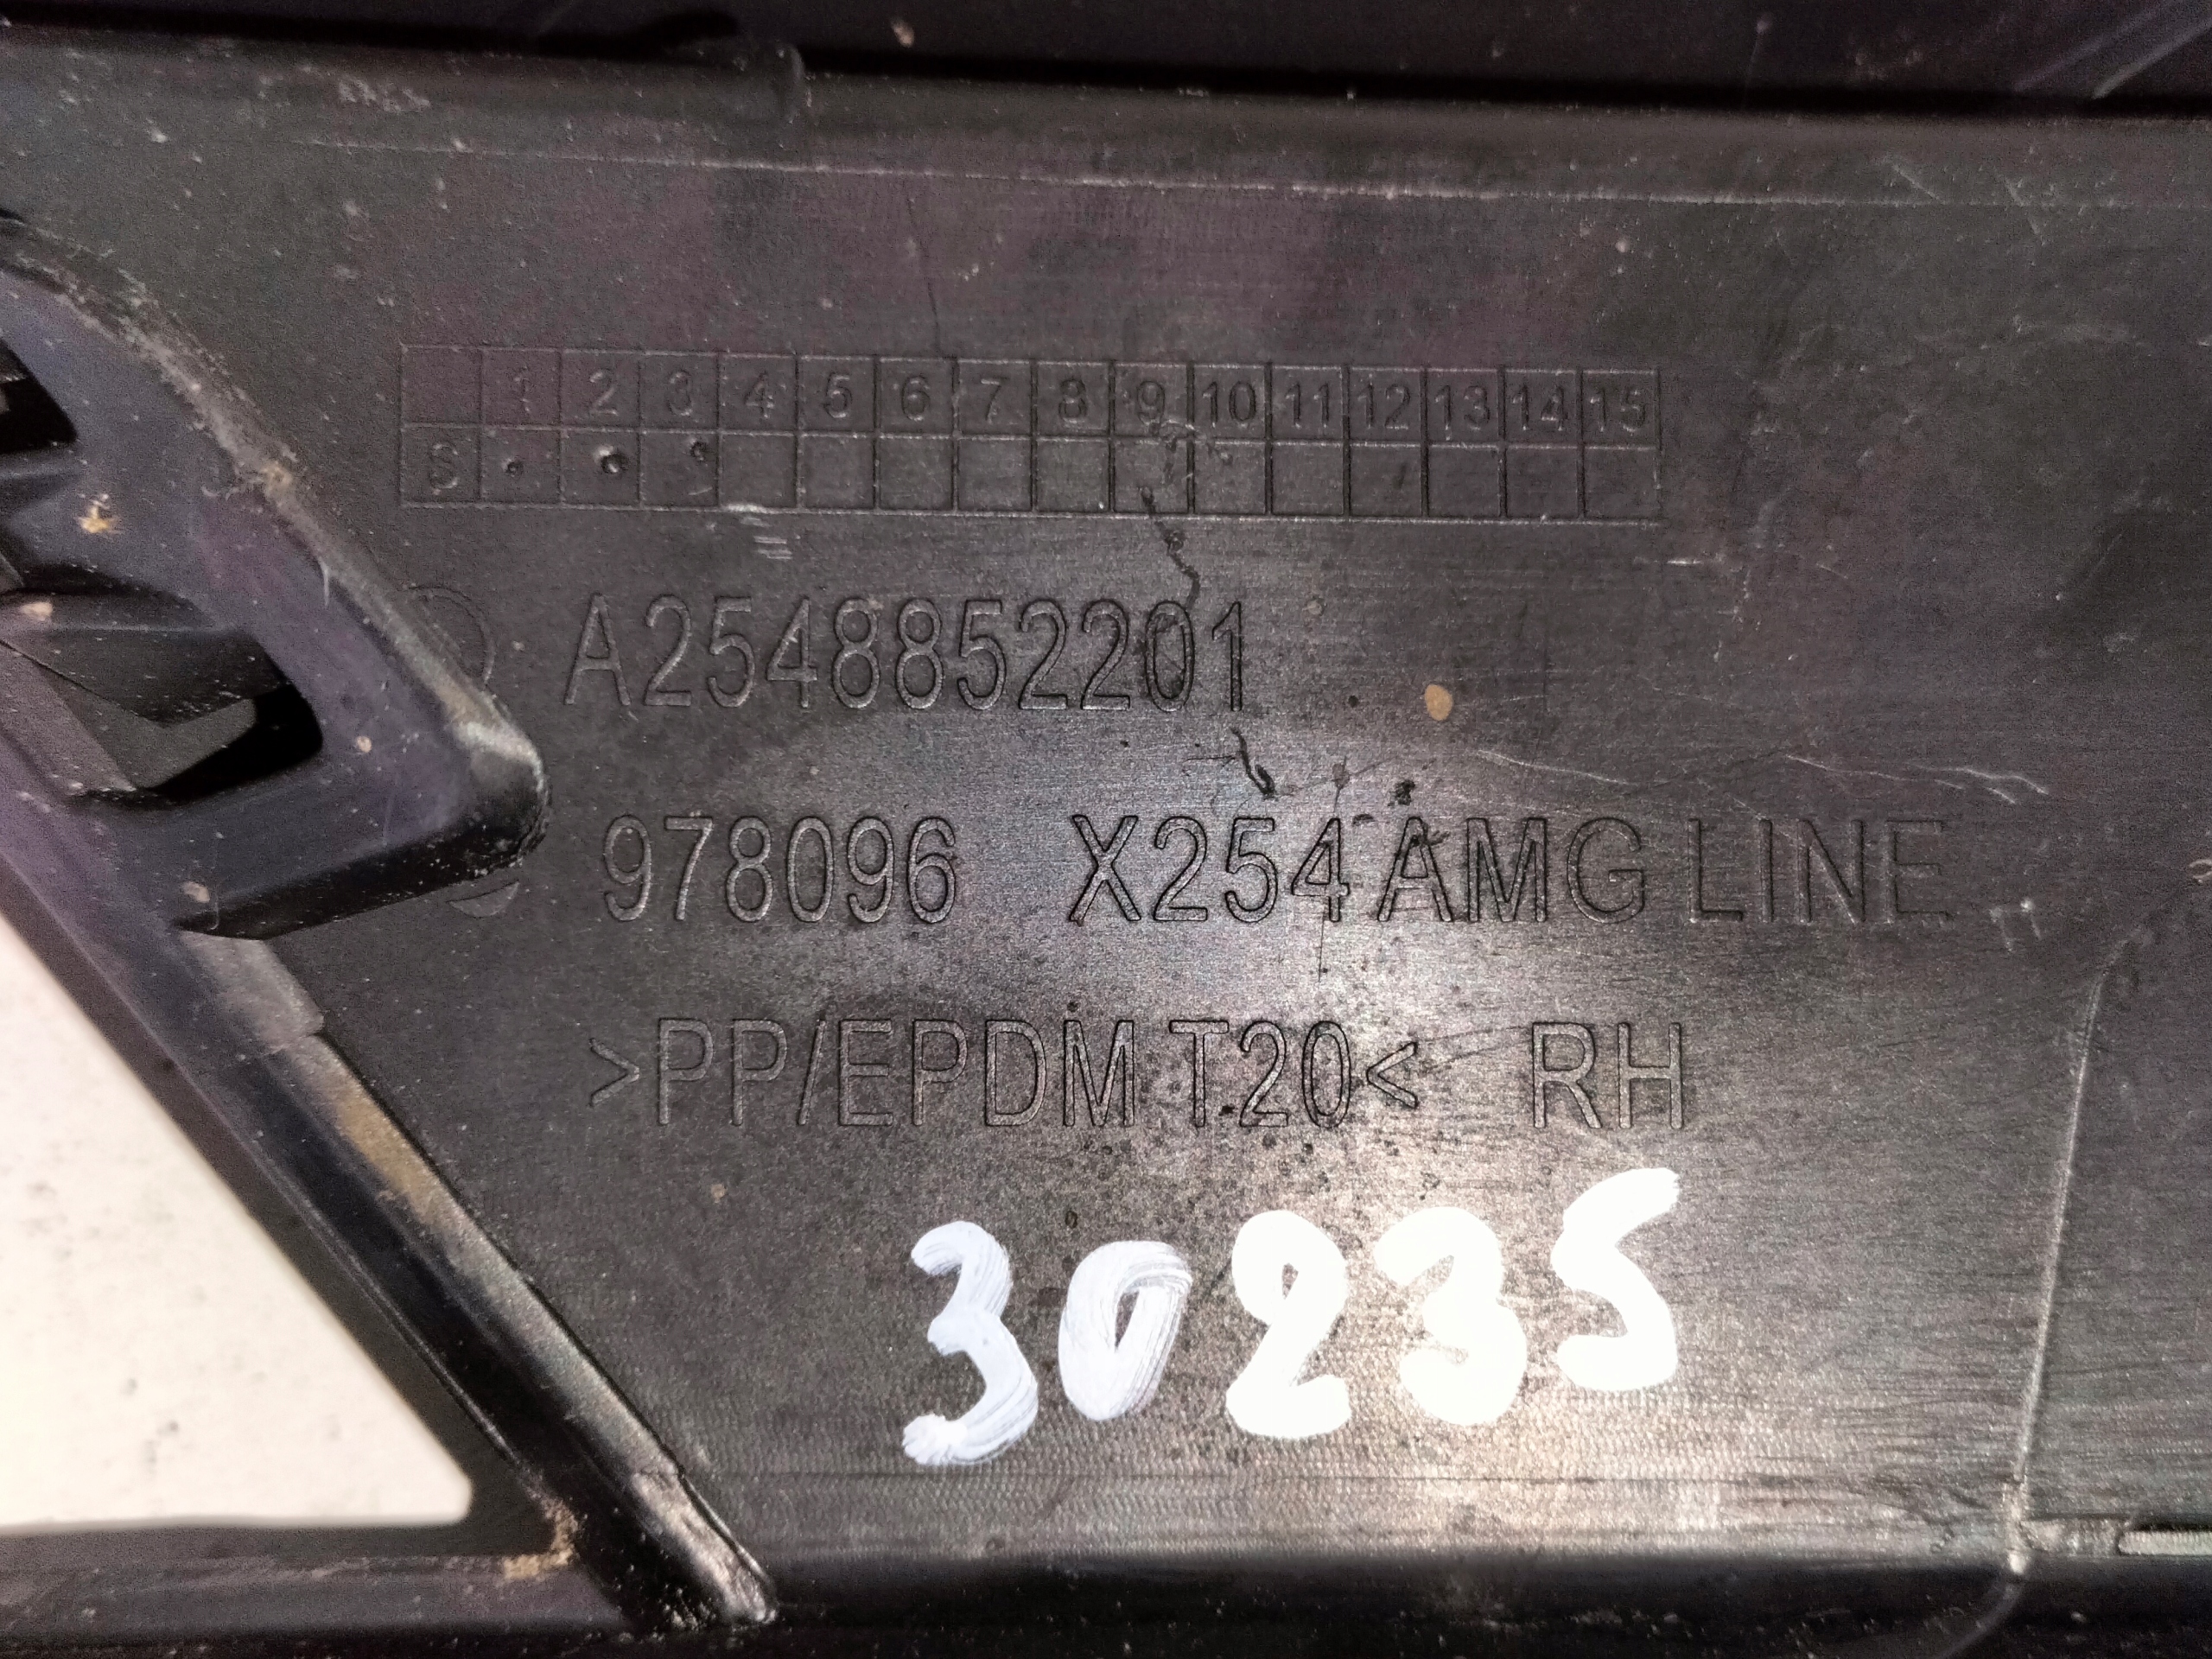 1 2 3 4 5 6 7 8 9 10 11 12 13 14 15
S
A2548852201
978096 X254 AMG LINE
>PP/EPDM T20< RH
30235